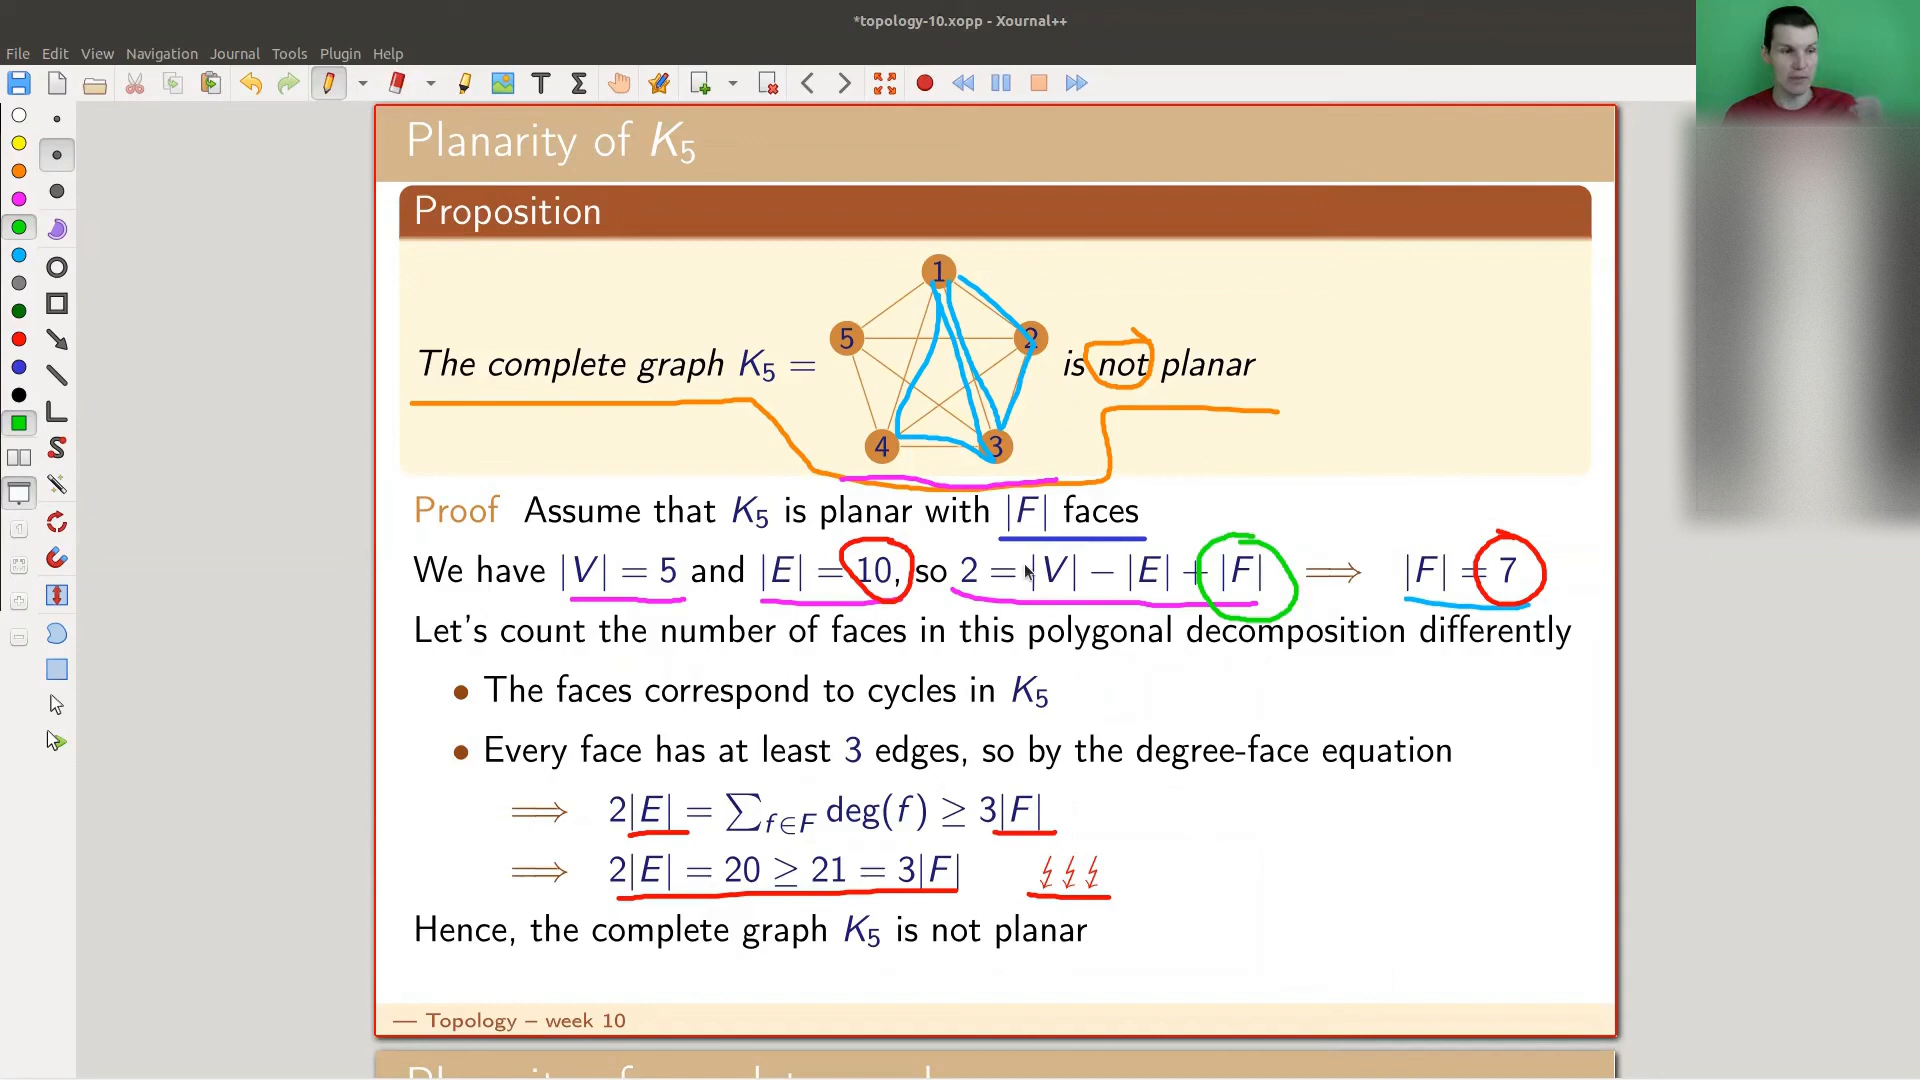 *topology-10.xopp - Xournal++
File Edit View Navigation Journal Tools Plugin Help
Planarity of K₅
Proposition
1
5 2
The complete graph K₅ = is not planar
4 3
Proof Assume that K₅ is planar with |F| faces
We have |V| = 5 and |E| = 10, so 2 = |V| − |E| + |F| ⟹ |F| = 7
Let's count the number of faces in this polygonal decomposition differently
• The faces correspond to cycles in K₅
• Every face has at least 3 edges, so by the degree-face equation
⟹ 2|E| = ∑_{f∈F} deg(f) ≥ 3|F|
⟹ 2|E| = 20 ≥ 21 = 3|F| ↯↯↯
Hence, the complete graph K₅ is not planar
— Topology – week 10